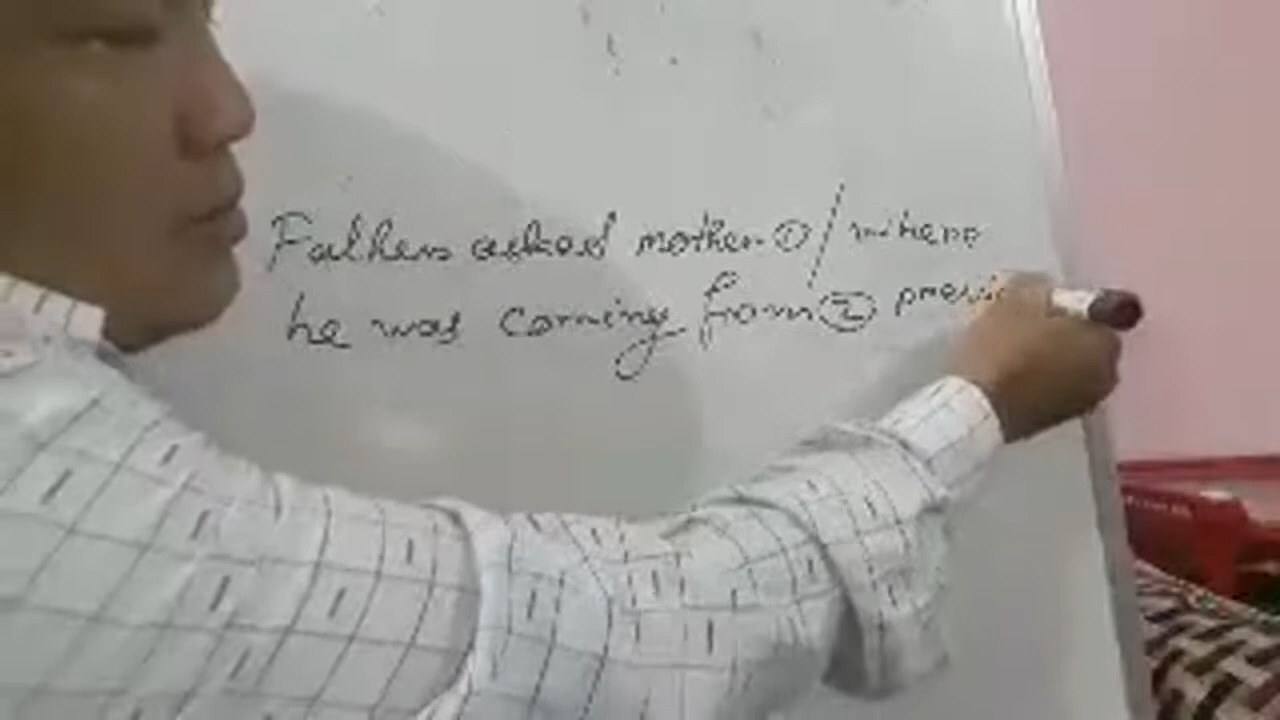 Father asked mother ① / where
he was coming from ②